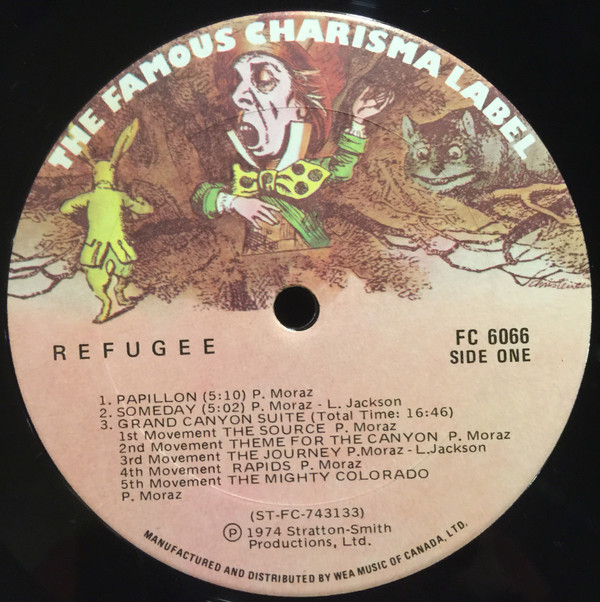 THE FAMOUS CHARISMA LABEL
REFUGEE
FC 6066
SIDE ONE
1. PAPILLON (5:10) P. Moraz
2. SOMEDAY (5:02) P. Moraz - L. Jackson
3. GRAND CANYON SUITE (Total Time: 16:46)
1st Movement THE SOURCE P. Moraz
2nd Movement THEME FOR THE CANYON P. Moraz
3rd Movement THE JOURNEY P.Moraz - L.Jackson
4th Movement RAPIDS P. Moraz
5th Movement THE MIGHTY COLORADO
P. Moraz
(ST-FC-743133)
Ⓟ 1974 Stratton-Smith
Productions, Ltd.
MANUFACTURED AND DISTRIBUTED BY WEA MUSIC OF CANADA, LTD.